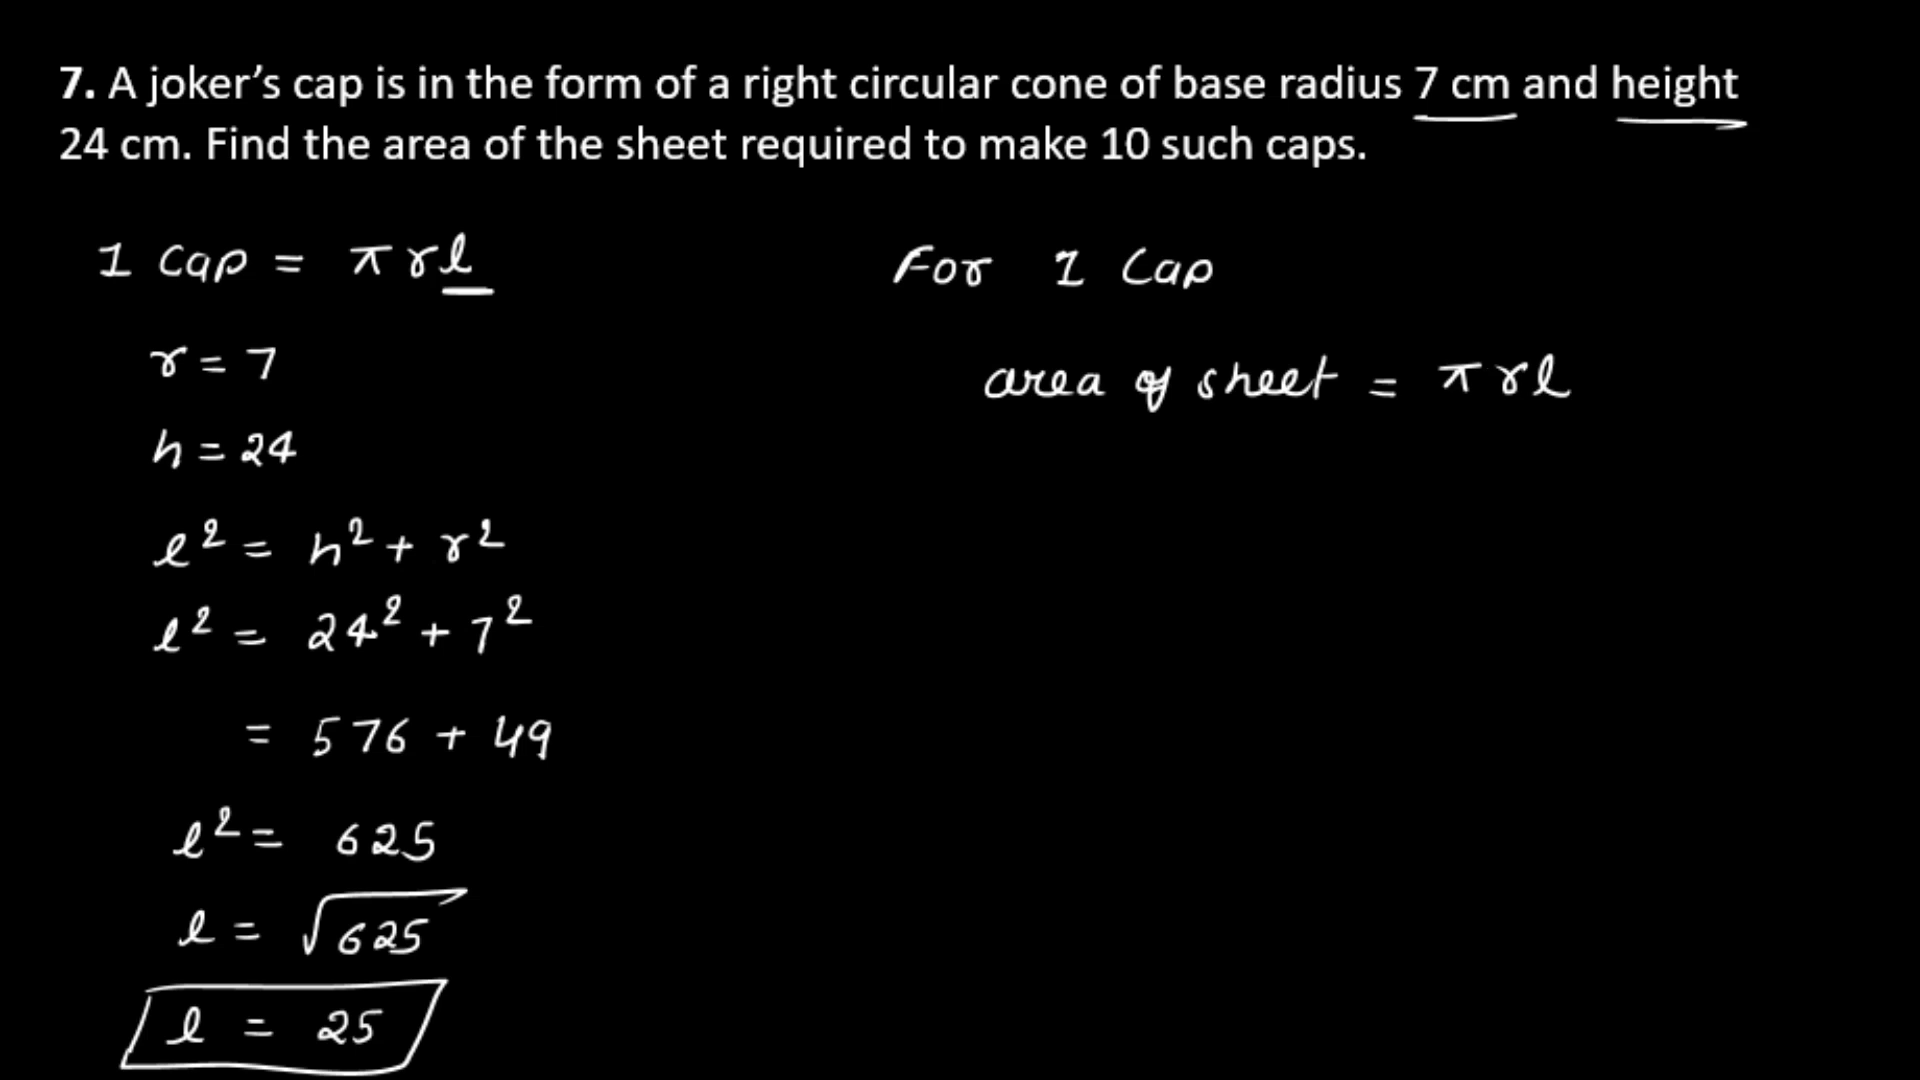 7. A joker’s cap is in the form of a right circular cone of base radius 7 cm and height
24 cm. Find the area of the sheet required to make 10 such caps.
1 Cap = πrl
r = 7
h = 24
l² = h² + r²
l² = 24² + 7²
= 576 + 49
l² = 625
l = √625
l = 25
For 1 Cap
area of sheet = πrl